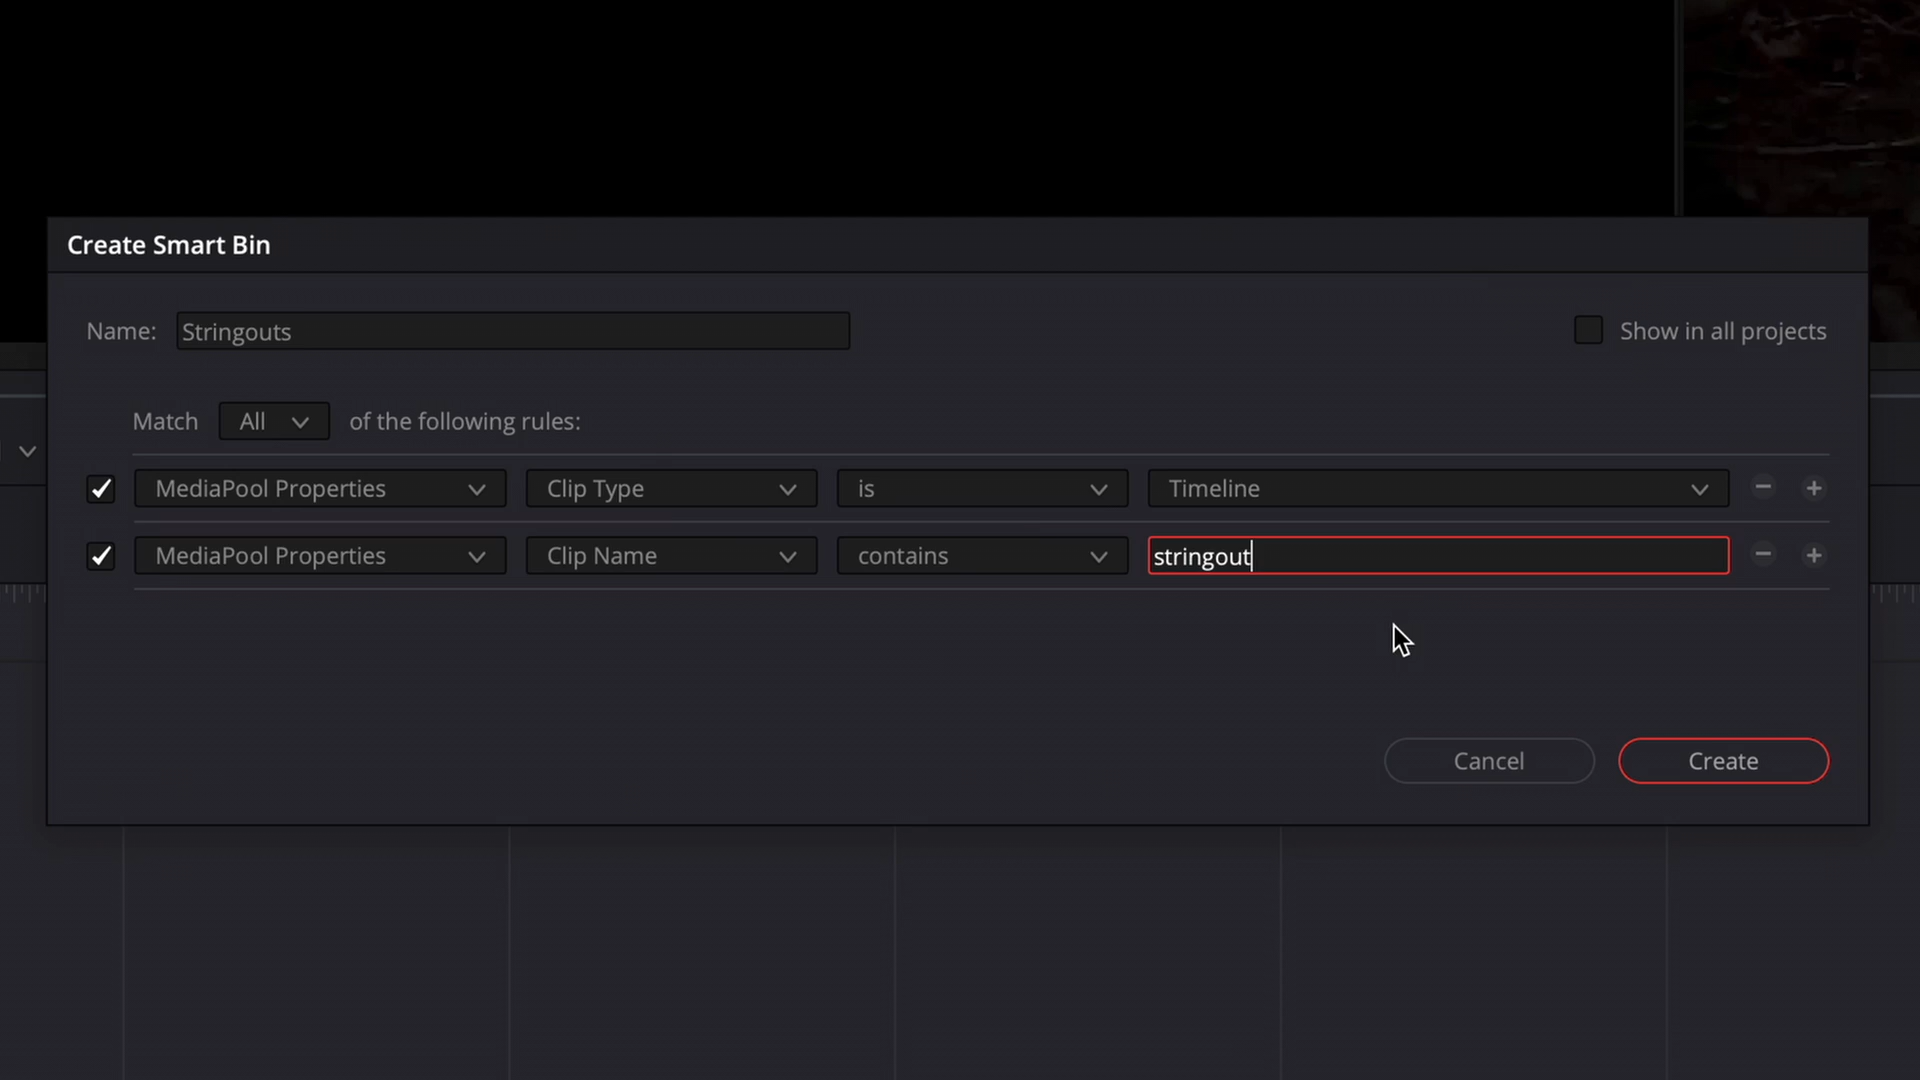 Create Smart Bin
Name: Stringouts
Show in all projects
Match All of the following rules:
MediaPool Properties Clip Type is Timeline
MediaPool Properties Clip Name contains stringout
Cancel Create